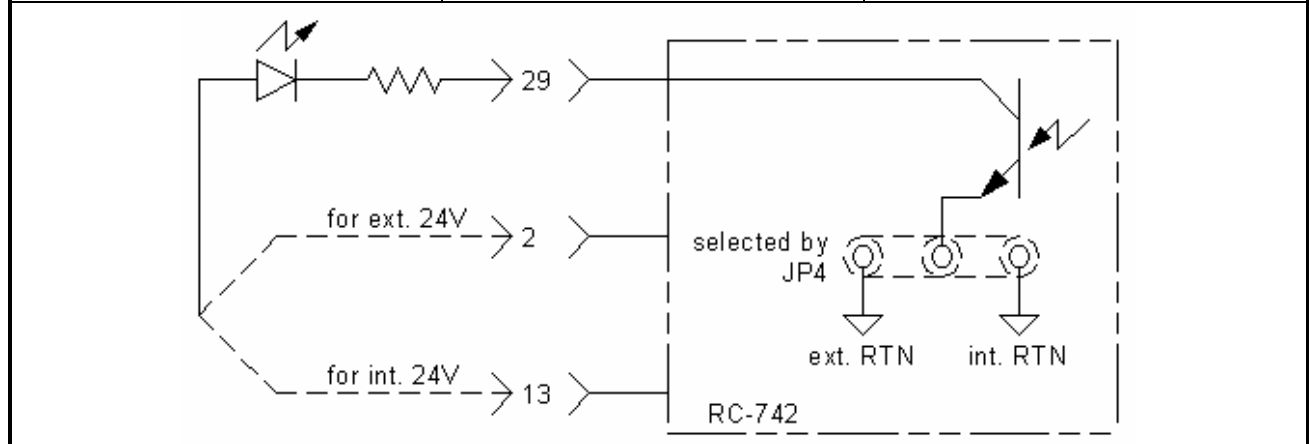 29
for ext. 24V
2
selected by
JP4
ext. RTN
int. RTN
for int. 24V
13
RC-742